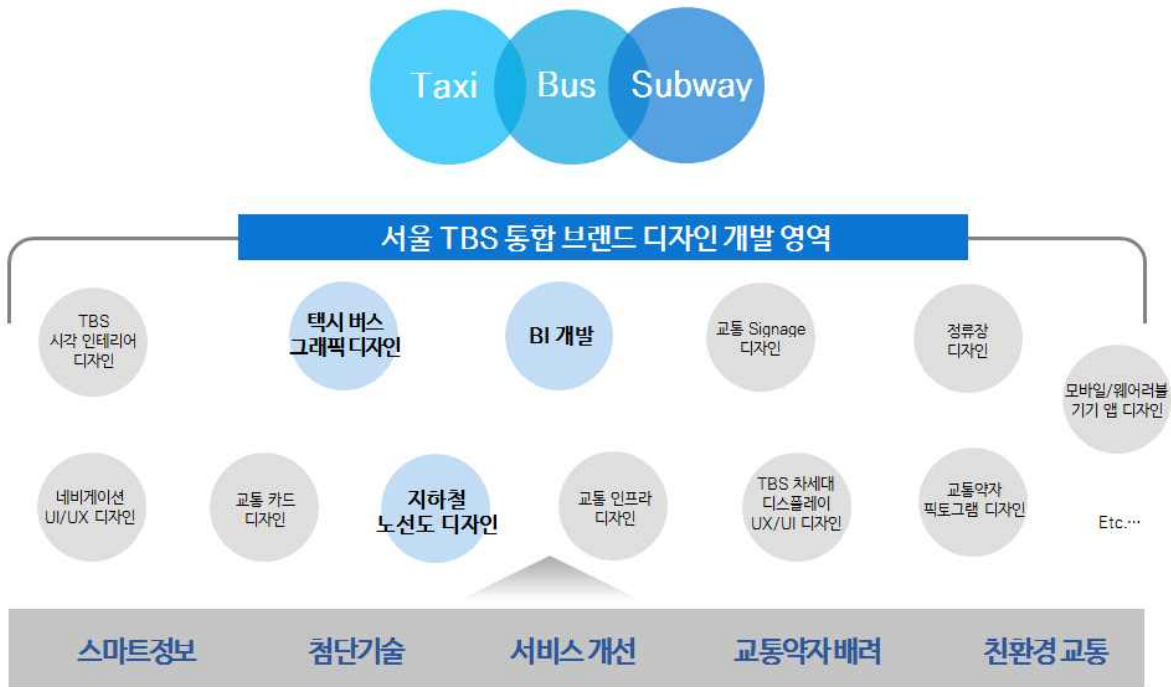 Taxi Bus Subway
서울 TBS 통합 브랜드 디자인 개발 영역
TBS
시각 인테리어
디자인
택시 버스
그래픽 디자인
BI 개발
교통 Signage
디자인
정류장
디자인
모바일/웨어러블
기기 앱 디자인
네비게이션
UI/UX 디자인
교통 카드
디자인
지하철
노선도 디자인
교통 인프라
디자인
TBS 차세대
디스플레이
UX/UI 디자인
교통약자
픽토그램 디자인
Etc.…
스마트정보 첨단기술 서비스 개선 교통약자 배려 친환경 교통